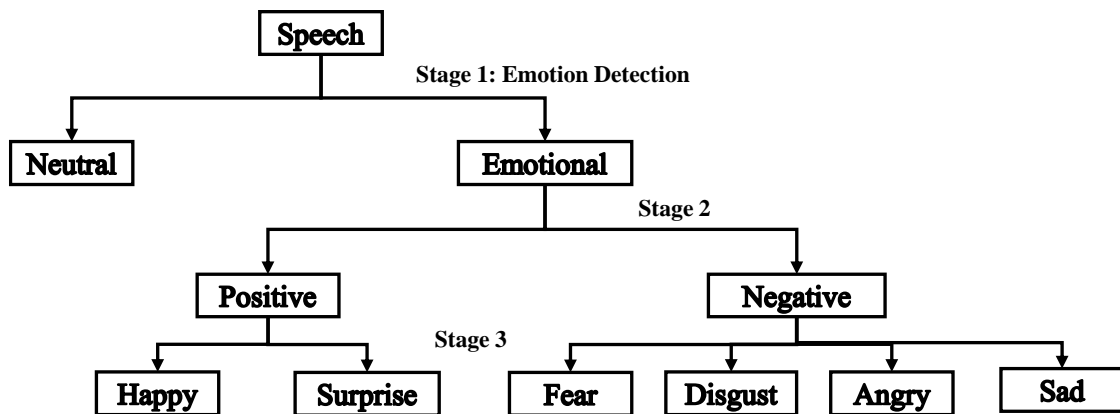 Speech
Stage 1: Emotion Detection
Neutral
Emotional
Stage 2
Positive
Negative
Stage 3
Happy
Surprise
Fear
Disgust
Angry
Sad